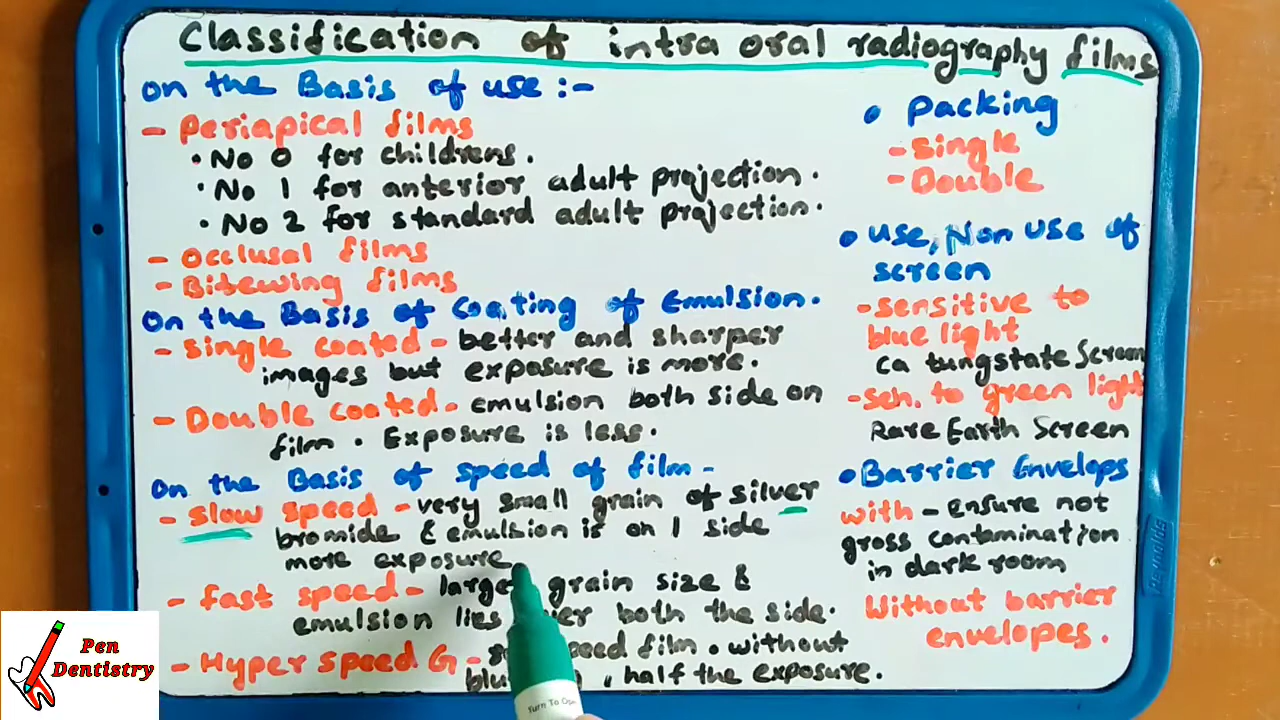 Classification of intra oral radiography films
on the Basis of use :-
- Periapical films
• No 0 for childrens.
• No 1 for anterior adult projection.
• No 2 for standard adult projection.
- Occlusal films
- Bitewing films
on the Basis of Coating of Emulsion.
- Single coated - better and sharper
images but exposure is more.
- Double coated - emulsion both side on
film. Exposure is less.
on the Basis of speed of film -
- slow speed - very small grain of silver
bromide & emulsion is on 1 side
more exposure
- fast speed - large grain size &
emulsion lies both the side.
- Hyper speed G - film. without
half the exposure.
• Packing
- Single
- Double
• use, Non use of
screen
- sensitive to
blue light
Ca tungstate Screen
- sen. to green light
Rare Earth Screen
• Barrier Envelops
with - ensure not
gross contamination
in dark room
Without barrier
envelopes.
Reynolds
Turn To Open
Pen
Dentistry